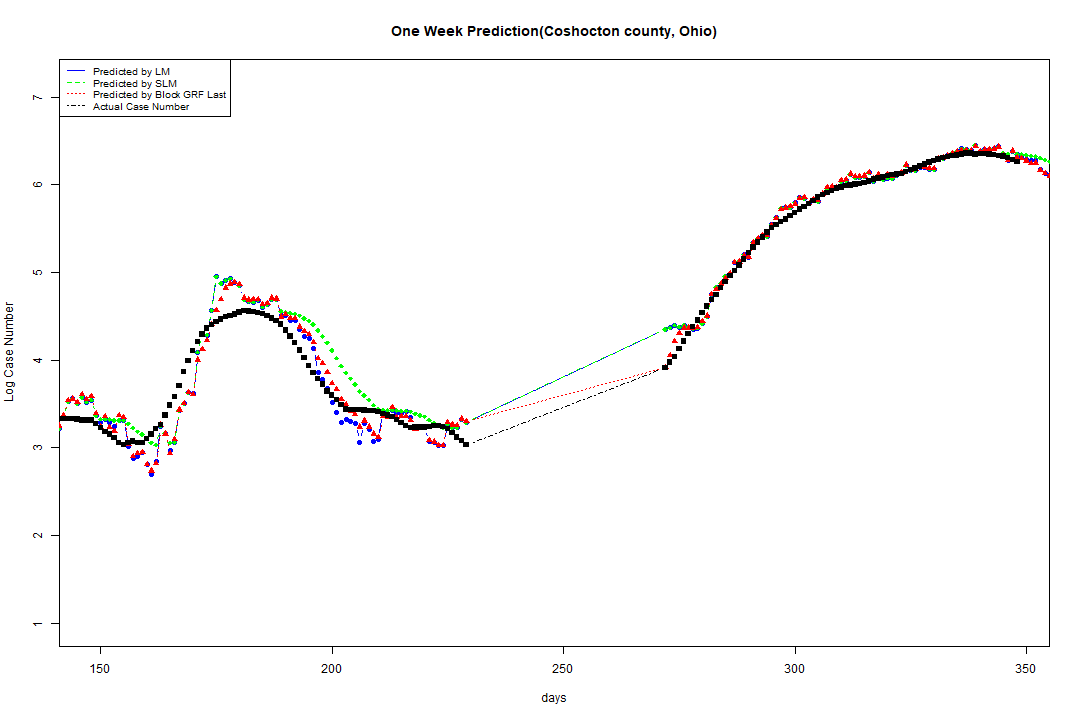 One Week Prediction(Coshocton county, Ohio)
Predicted by LM
Predicted by SLM
Predicted by Block GRF Last
Actual Case Number
7
6
5
4
3
2
1
Log Case Number
150 200 250 300 350
days